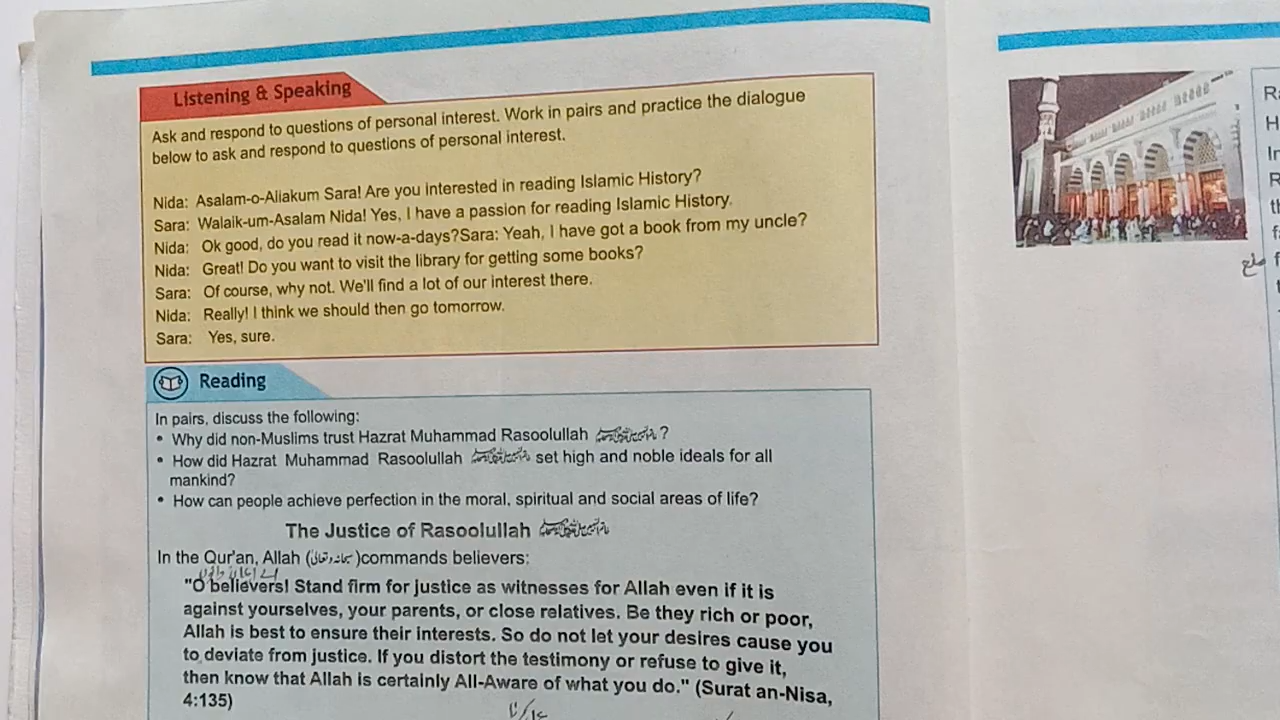 Listening & Speaking
Ask and respond to questions of personal interest. Work in pairs and practice the dialogue
below to ask and respond to questions of personal interest.
Nida: Asalam-o-Aliakum Sara! Are you interested in reading Islamic History?
Sara: Walaik-um-Asalam Nida! Yes, I have a passion for reading Islamic History.
Nida: Ok good, do you read it now-a-days?Sara: Yeah, I have got a book from my uncle?
Nida: Great! Do you want to visit the library for getting some books?
Sara: Of course, why not. We'll find a lot of our interest there.
Nida: Really! I think we should then go tomorrow.
Sara: Yes, sure.
Reading
In pairs, discuss the following:
• Why did non-Muslims trust Hazrat Muhammad Rasoolullah ?
• How did Hazrat Muhammad Rasoolullah set high and noble ideals for all
mankind?
• How can people achieve perfection in the moral, spiritual and social areas of life?
The Justice of Rasoolullah
In the Qur'an, Allah (سبحانہ وتعالیٰ) commands believers:
"O believers! Stand firm for justice as witnesses for Allah even if it is
against yourselves, your parents, or close relatives. Be they rich or poor,
Allah is best to ensure their interests. So do not let your desires cause you
to deviate from justice. If you distort the testimony or refuse to give it,
then know that Allah is certainly All-Aware of what you do." (Surat an-Nisa,
4:135)